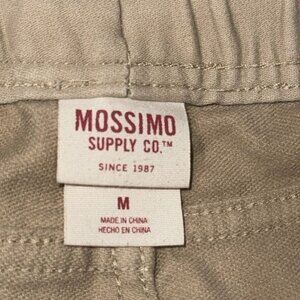 MOSSIMO
SUPPLY CO.™
SINCE 1987
M
MADE IN CHINA
HECHO EN CHINA